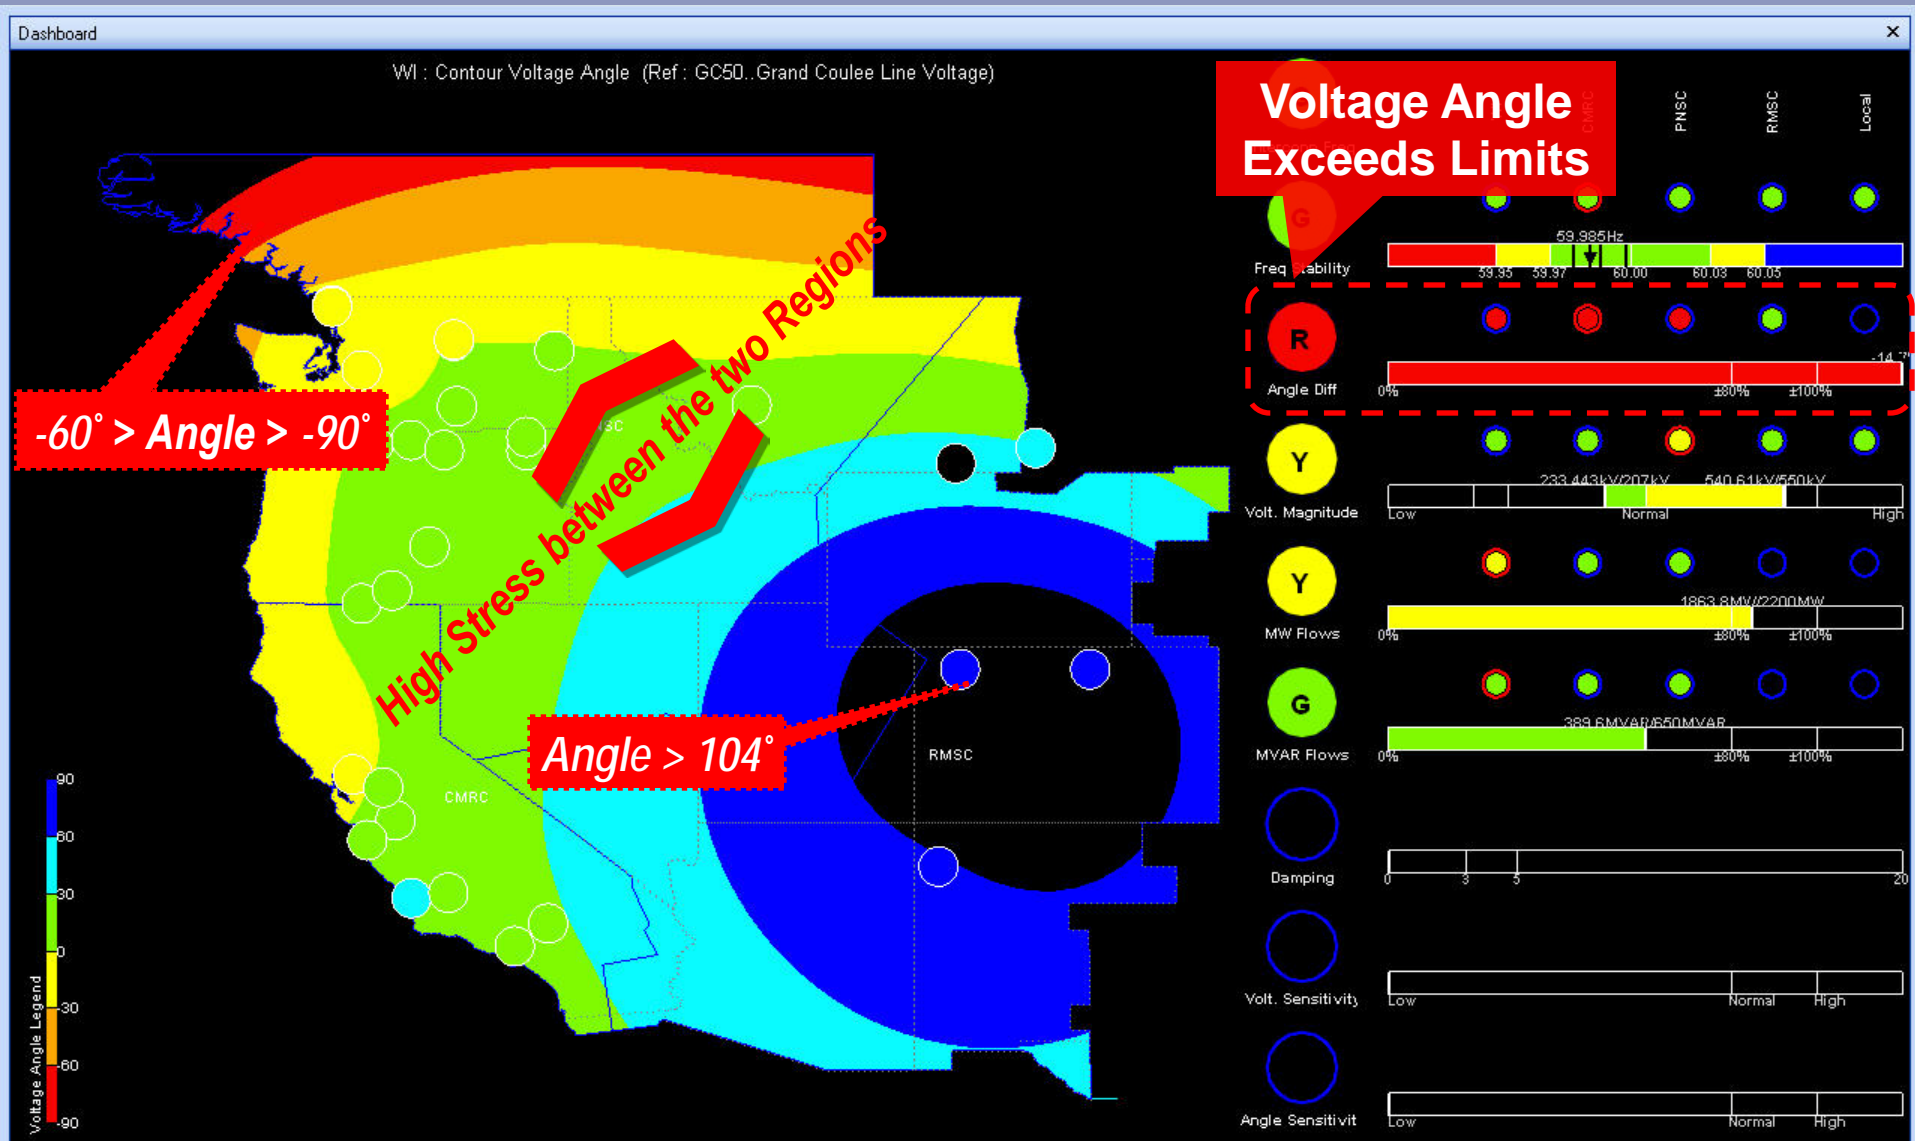 Dashboard
WI : Contour Voltage Angle (Ref : GC50..Grand Coulee Line Voltage)
Voltage Angle
Exceeds Limits
CMRC
PNSC
RMSC
Local
G
Freq Stability
59.985Hz
59.95 59.97 60.00 60.03 60.05
R
Angle Diff
0% ±80% ±100%
Y
Volt. Magnitude
233.443kV/207kV 540.61kV/550kV
Low Normal High
Y
MW Flows
1863.8MV//2200MW
0% ±80% ±100%
G
MVAR Flows
389.6MVAR/650MVAR
0% ±80% ±100%
Damping
0 3 5 20
Volt. Sensitivity
Low Normal High
Angle Sensitivit
Low Normal High
-60° > Angle > -90°
High Stress between the two Regions
Angle > 104°
RMSC
CMRC
Voltage Angle Legend
90
60
30
0
-30
-60
-90